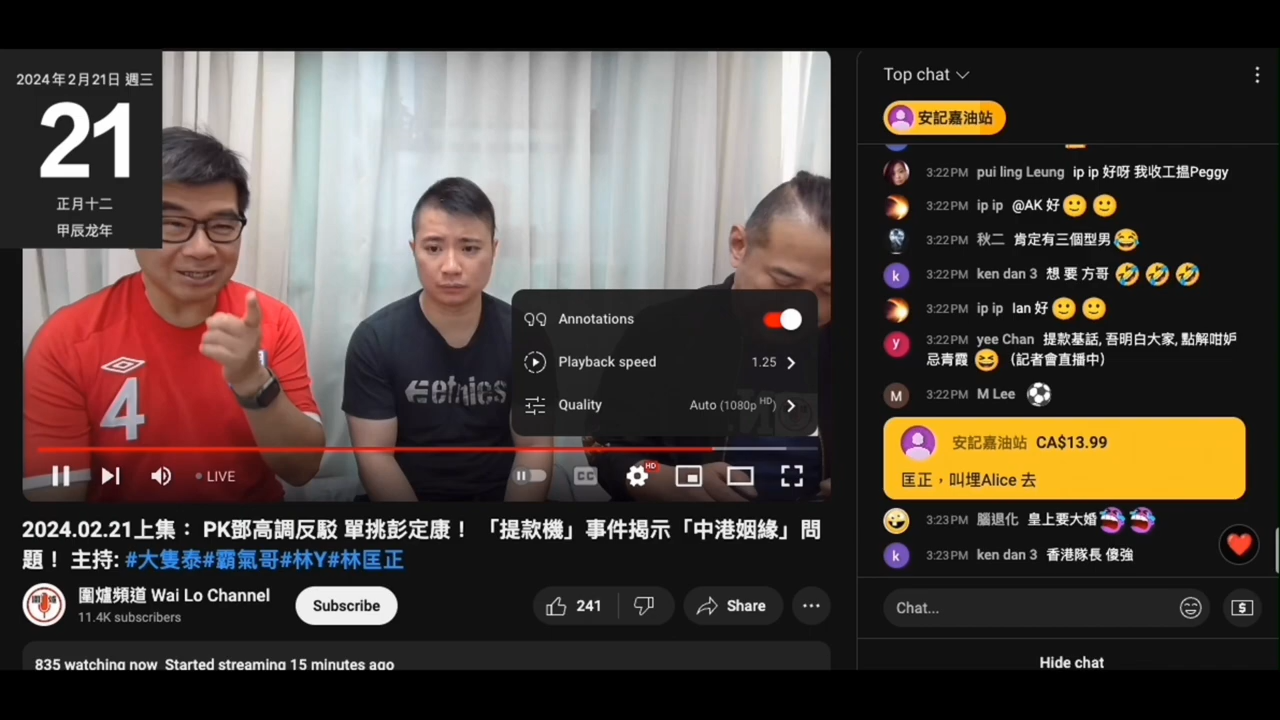 2024年2月21日 週三
21
正月十二
甲辰龙年
4
etnies
Annotations
Playback speed 1.25
Quality Auto (1080p HD)
LIVE
CC
HD
2024.02.21上集： PK鄧高調反駁 單挑彭定康！ 「提款機」事件揭示「中港姻緣」問
題！ 主持: #大隻泰#霸氣哥#林Y#林匡正
圍爐頻道 Wai Lo Channel
11.4K subscribers
Subscribe
241
Share
835 watching now Started streaming 15 minutes ago
Top chat
安記嘉油站
3:22PM pui ling Leung ip ip 好呀 我收工搵Peggy
3:22PM ip ip @AK 好🙂🙂
3:22PM 秋二 肯定有三個型男😂
k 3:22PM ken dan 3 想 要 方哥🤣🤣🤣
3:22PM ip ip Ian 好🙂🙂
y 3:22PM yee Chan 提款基話, 吾明白大家, 點解咁妒
忌青霞😆（記者會直播中）
M 3:22PM M Lee ⚽
安記嘉油站 CA$13.99
匡正，叫埋Alice 去
3:23PM 腦退化 皇上要大婚
k 3:23PM ken dan 3 香港隊長 傻強
Chat...
$
Hide chat